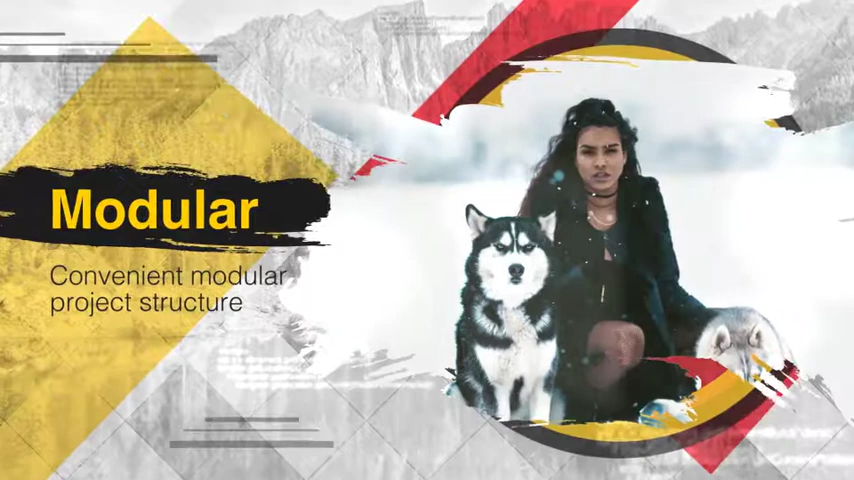 Modular
Convenient modular
project structure